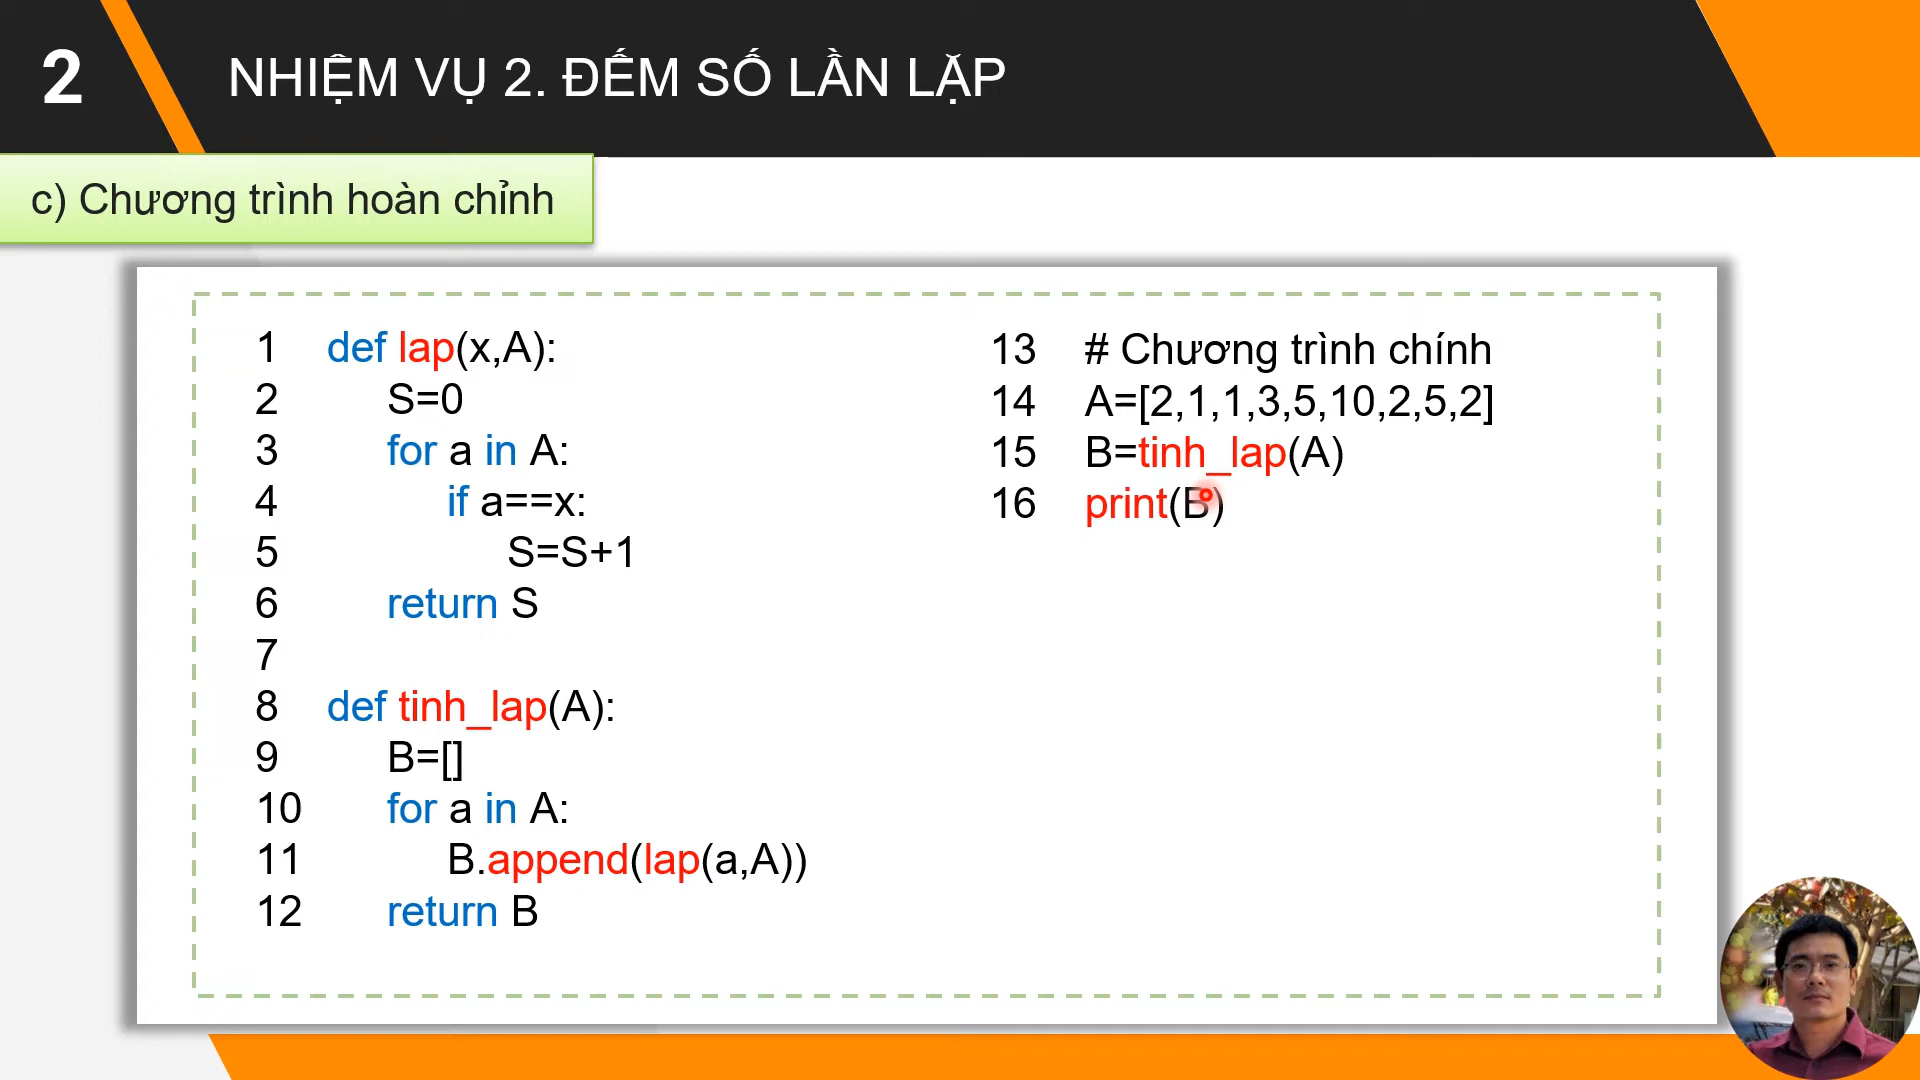 2
NHIỆM VỤ 2. ĐẾM SỐ LẦN LẶP
c) Chương trình hoàn chỉnh
1 def lap(x,A):
2 S=0
3 for a in A:
4 if a==x:
5 S=S+1
6 return S
7
8 def tinh_lap(A):
9 B=[]
10 for a in A:
11 B.append(lap(a,A))
12 return B
13 # Chương trình chính
14 A=[2,1,1,3,5,10,2,5,2]
15 B=tinh_lap(A)
16 print(B)